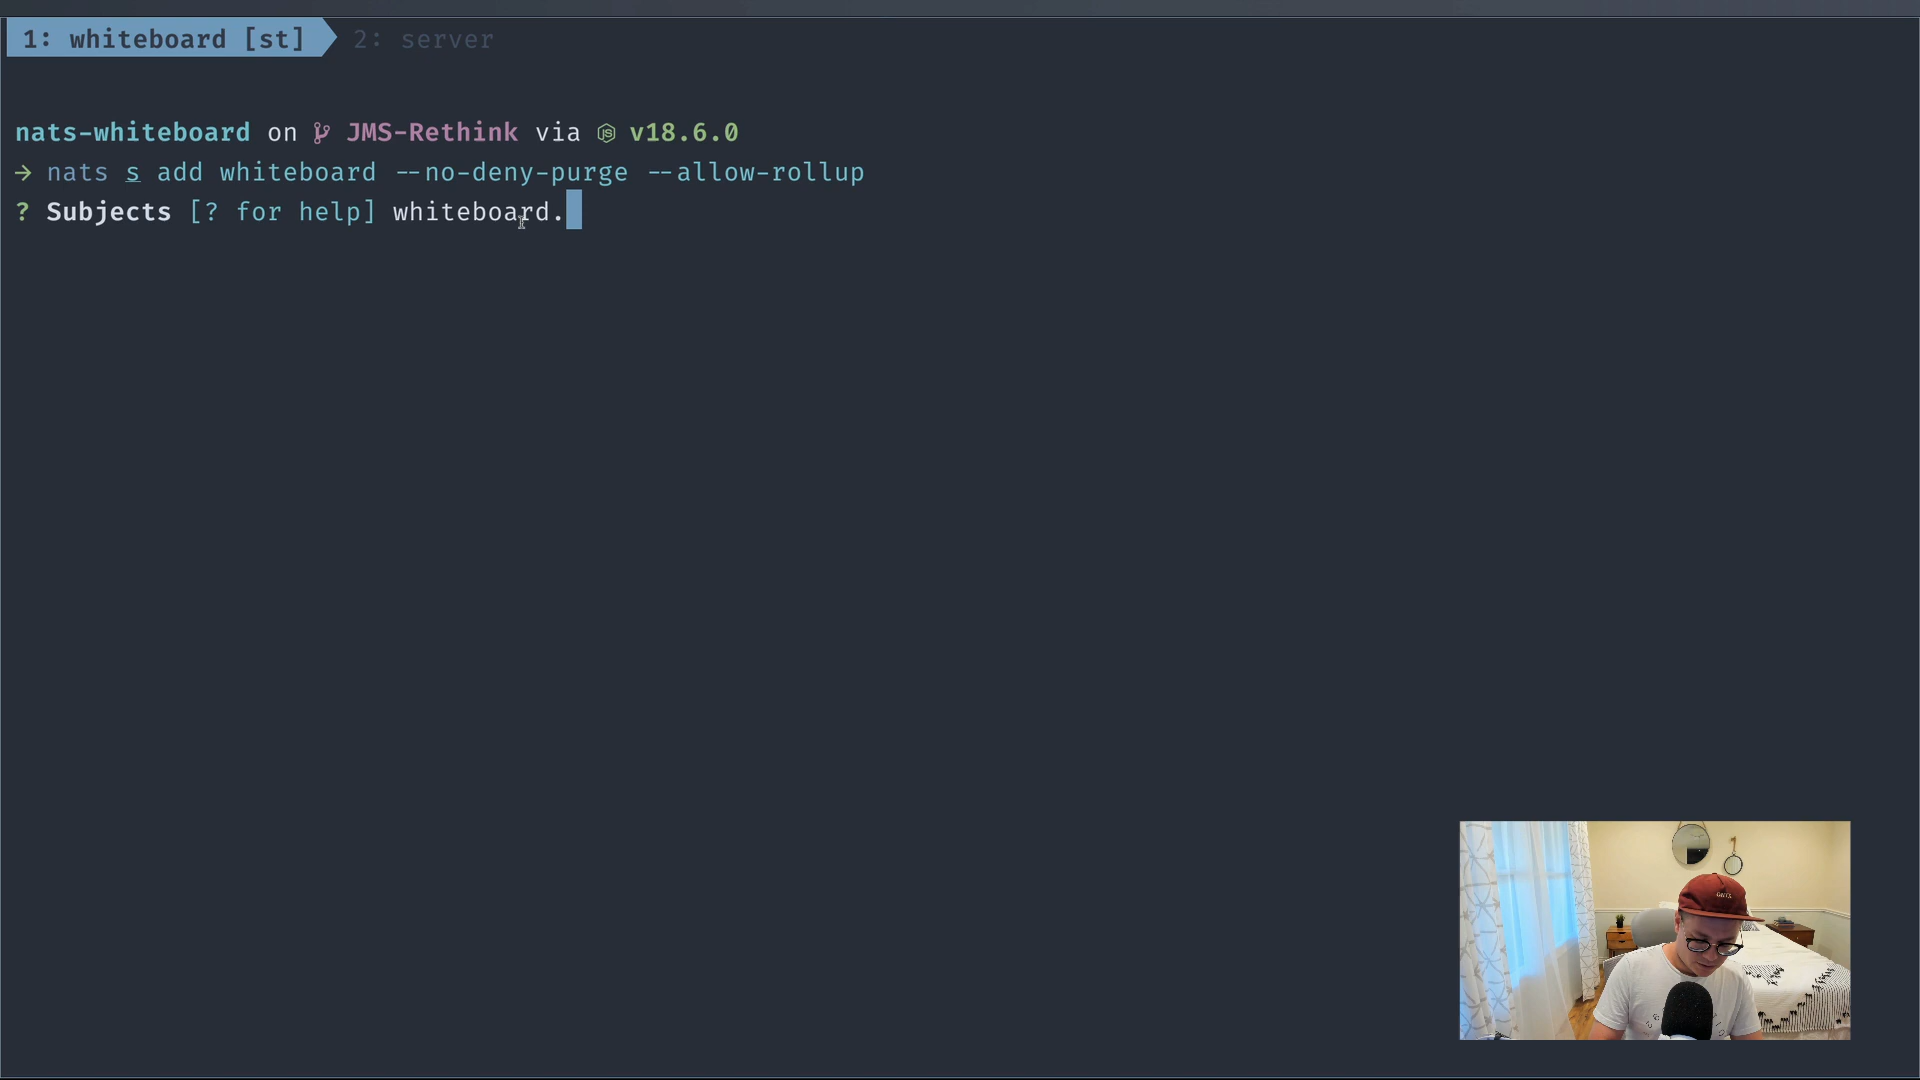 1: whiteboard [st] 2: server
nats-whiteboard on JMS-Rethink via v18.6.0
→ nats s add whiteboard --no-deny-purge --allow-rollup
? Subjects [? for help] whiteboard.